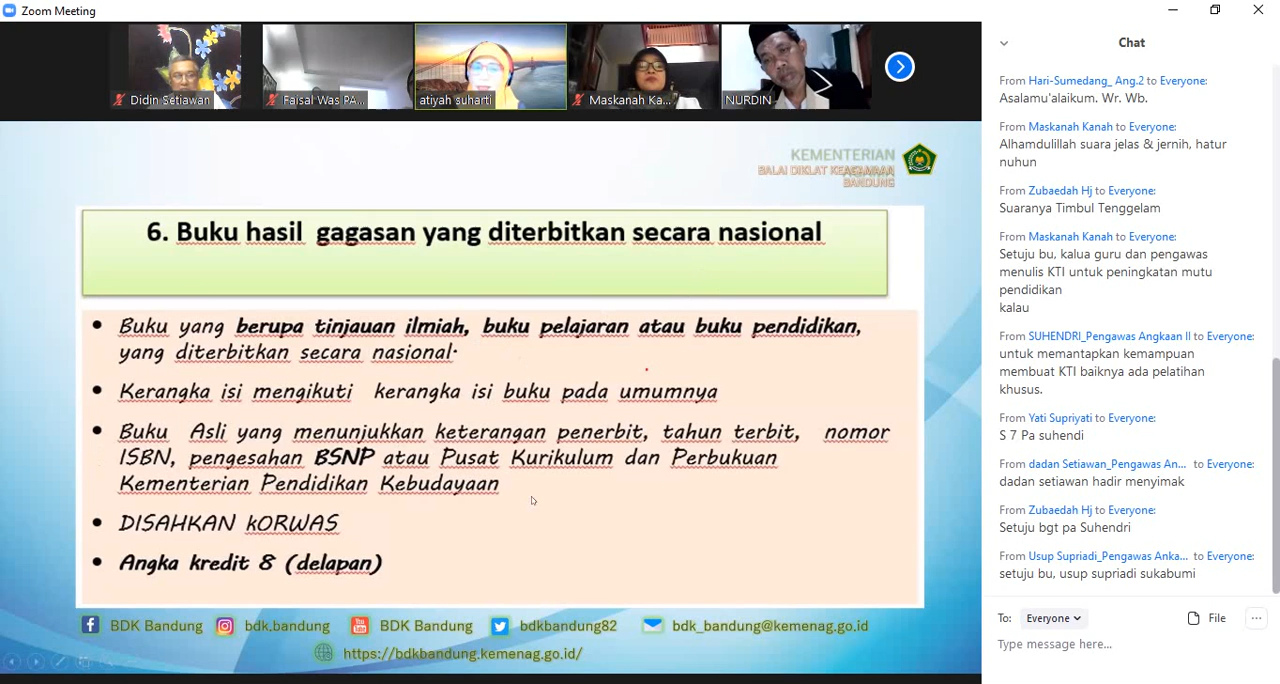 Zoom Meeting
Didin Setiawan
Faisal Was PA...
atiyah suharti
Maskanah Ka...
NURDIN
KEMENTERIAN
BALAI DIKLAT KEAGAMAAN
BANDUNG
6. Buku hasil gagasan yang diterbitkan secara nasional
• Buku yang berupa tinjauan ilmiah, buku pelajaran atau buku pendidikan,
yang diterbitkan secara nasional.
• Kerangka isi mengikuti kerangka isi buku pada umumnya
• Buku Asli yang menunjukkan keterangan penerbit, tahun terbit, nomor
ISBN, pengesahan BSNP atau Pusat Kurikulum dan Perbukuan
Kementerian Pendidikan Kebudayaan
• DISAHKAN kORWAS
• Angka kredit 8 (delapan)
BDK Bandung
bdk.bandung
BDK Bandung
bdkbandung82
bdk_bandung@kemenag.go.id
https://bdkbandung.kemenag.go.id/
Chat
From Hari-Sumedang_ Ang.2 to Everyone:
Asalamu'alaikum. Wr. Wb.
From Maskanah Kanah to Everyone:
Alhamdulillah suara jelas & jernih, hatur
nuhun
From Zubaedah Hj to Everyone:
Suaranya Timbul Tenggelam
From Maskanah Kanah to Everyone:
Setuju bu, kalua guru dan pengawas
menulis KTI untuk peningkatan mutu
pendidikan
kalau
From SUHENDRI_Pengawas Angkaan II to Everyone:
untuk memantapkan kemampuan
membuat KTI baiknya ada pelatihan
khusus.
From Yati Supriyati to Everyone:
S 7 Pa suhendi
From dadan Setiawan_Pengawas An... to Everyone:
dadan setiawan hadir menyimak
From Zubaedah Hj to Everyone:
Setuju bgt pa Suhendri
From Usup Supriadi_Pengawas Anka... to Everyone:
setuju bu, usup supriadi sukabumi
To: Everyone
File
Type message here...